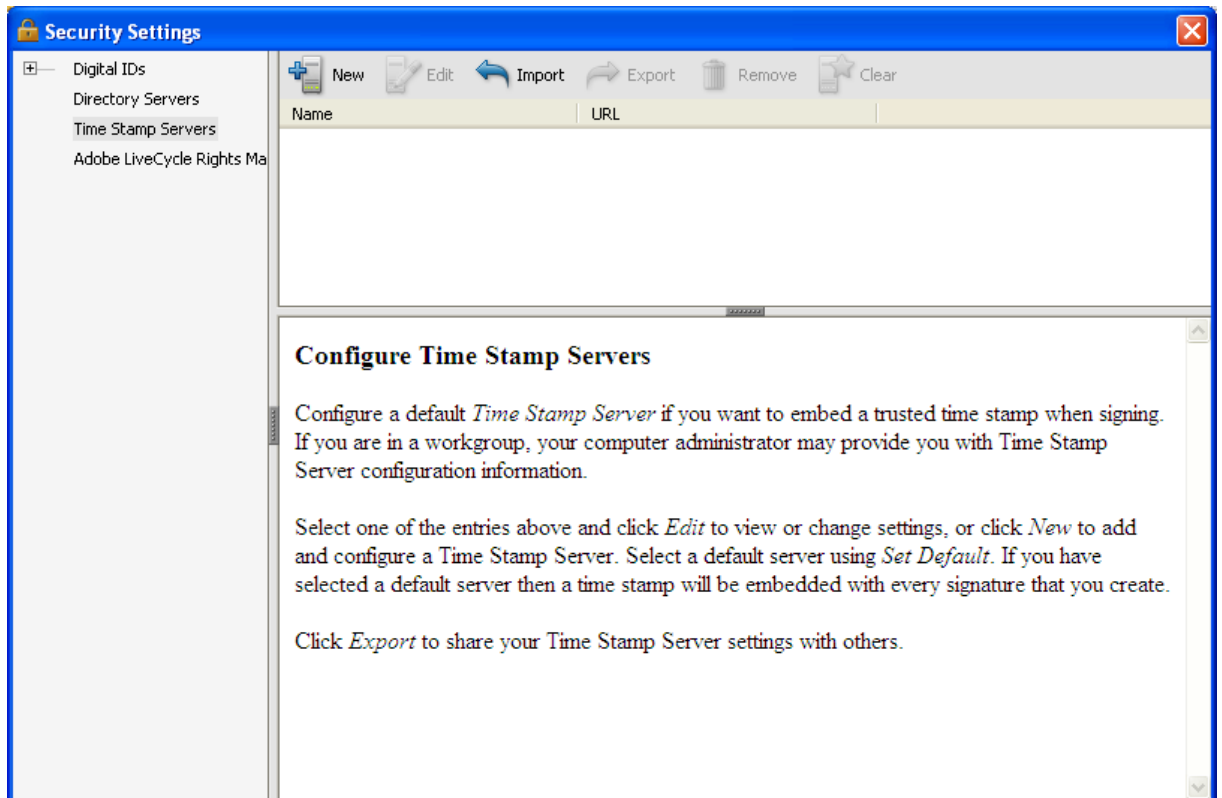 Security Settings
Digital IDs
Directory Servers
Time Stamp Servers
Adobe LiveCycle Rights Ma
New Edit Import Export Remove Clear
Name URL
Configure Time Stamp Servers
Configure a default Time Stamp Server if you want to embed a trusted time stamp when signing.
If you are in a workgroup, your computer administrator may provide you with Time Stamp
Server configuration information.
Select one of the entries above and click Edit to view or change settings, or click New to add
and configure a Time Stamp Server. Select a default server using Set Default. If you have
selected a default server then a time stamp will be embedded with every signature that you create.
Click Export to share your Time Stamp Server settings with others.